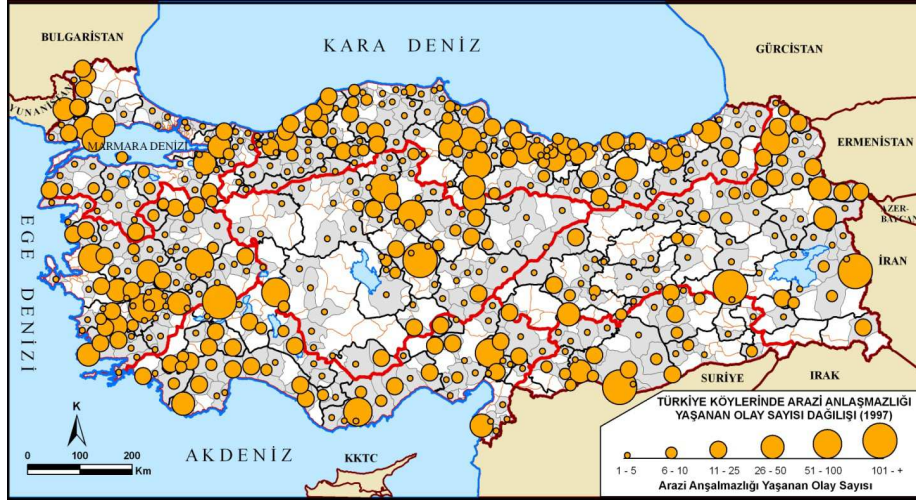 BULGARİSTAN
KARA DENİZ
GÜRCİSTAN
YUNANİSTAN
MARMARA DENİZİ
ERMENİSTAN
AZER-
BAYCAN
İRAN
EGE DENİZİ
SURİYE
IRAK
AKDENİZ
KKTC
K
0 100 200
Km
TÜRKİYE KÖYLERİNDE ARAZİ ANLAŞMAZLIĞI
YAŞANAN OLAY SAYISI DAĞILIŞI (1997)
1 - 5 6 - 10 11 - 25 26 - 50 51 - 100 101 - +
Arazi Anşalmazlığı Yaşanan Olay Sayısı